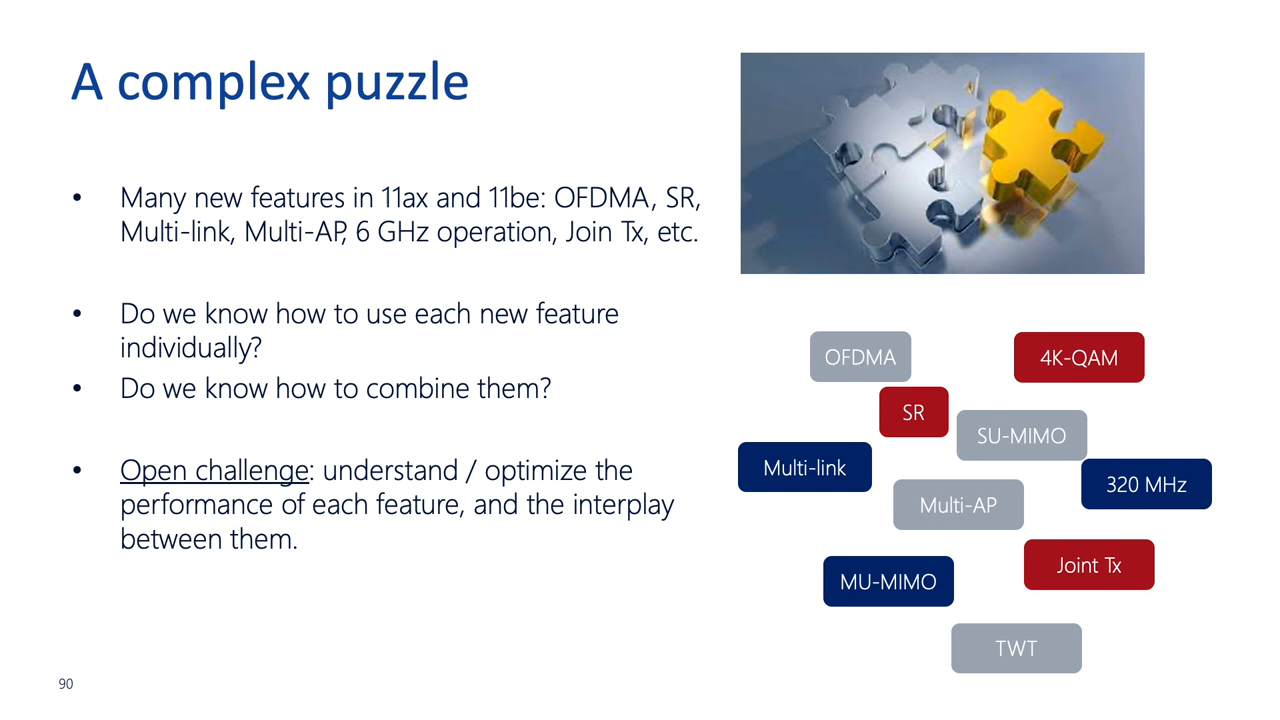 A complex puzzle
• Many new features in 11ax and 11be: OFDMA, SR,
Multi-link, Multi-AP, 6 GHz operation, Join Tx, etc.
• Do we know how to use each new feature
individually?
• Do we know how to combine them?
• Open challenge: understand / optimize the
performance of each feature, and the interplay
between them.
OFDMA
4K-QAM
SR
SU-MIMO
Multi-link
320 MHz
Multi-AP
Joint Tx
MU-MIMO
TWT
90